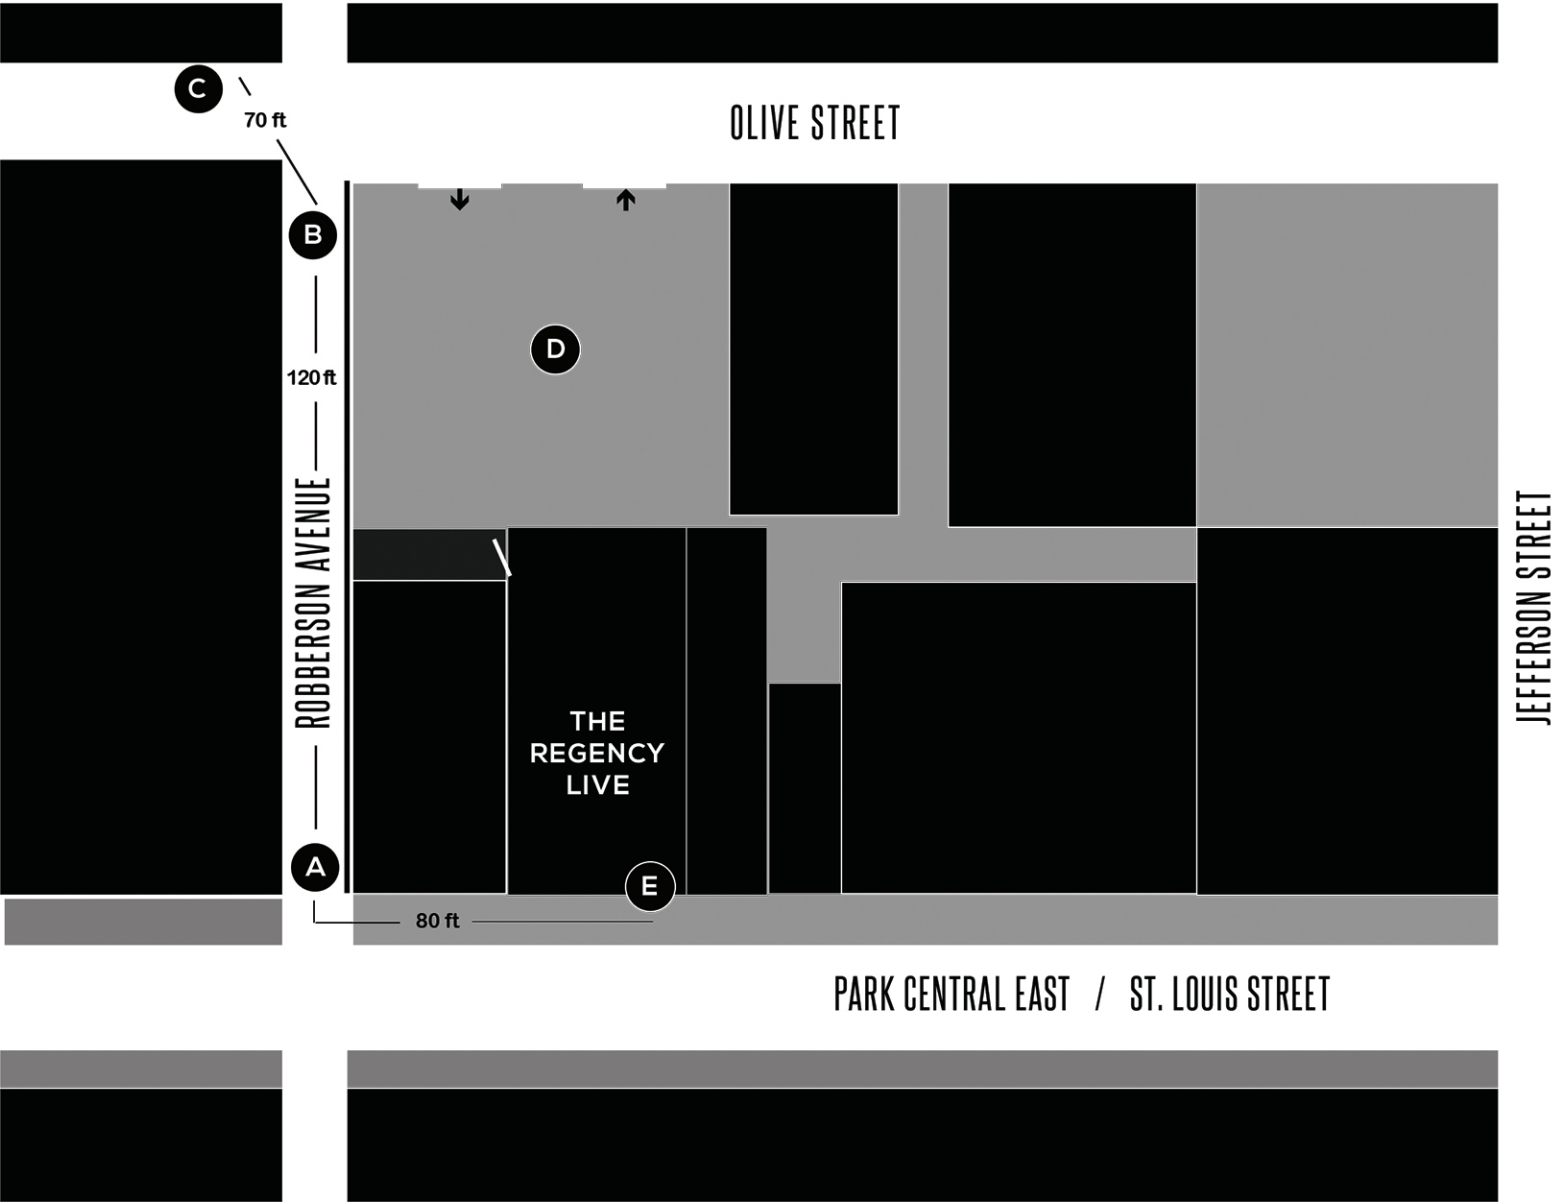 C
70 ft
OLIVE STREET
B
D
120 ft
ROBBERSON AVENUE
JEFFERSON STREET
THE
REGENCY
LIVE
A
E
80 ft
PARK CENTRAL EAST / ST. LOUIS STREET